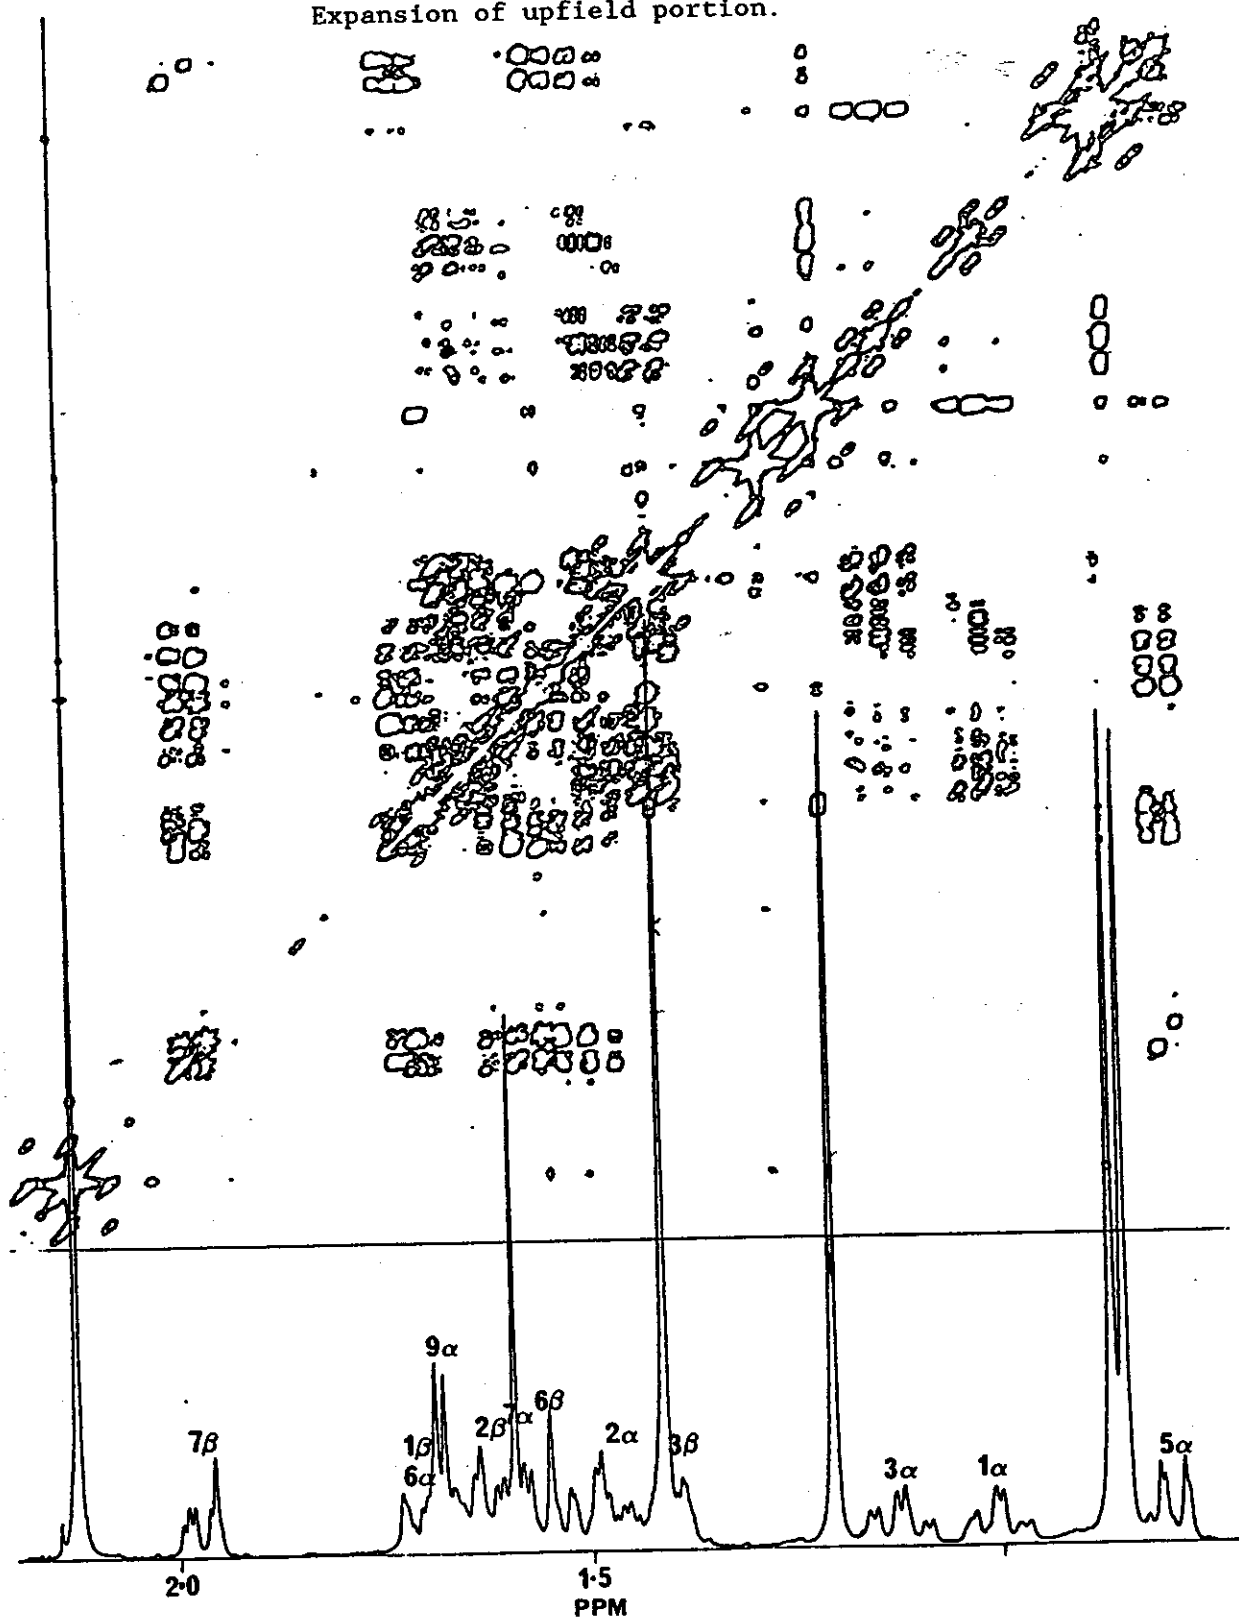 Expansion of upfield portion.
9α
7β
1β
6α
2β
7α
6β
2α
3β
3α
1α
5α
2·0
1·5
PPM